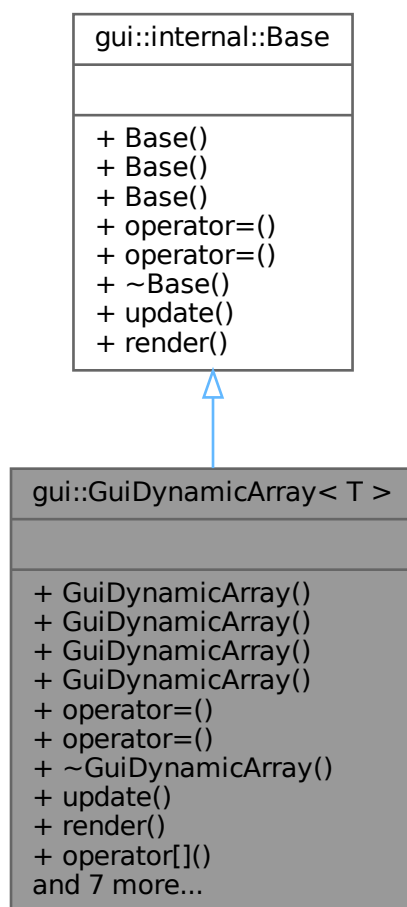 gui::internal::Base
+ Base()
+ Base()
+ Base()
+ operator=()
+ operator=()
+ ~Base()
+ update()
+ render()
gui::GuiDynamicArray< T >
+ GuiDynamicArray()
+ GuiDynamicArray()
+ GuiDynamicArray()
+ GuiDynamicArray()
+ operator=()
+ operator=()
+ ~GuiDynamicArray()
+ update()
+ render()
+ operator[]()
and 7 more...